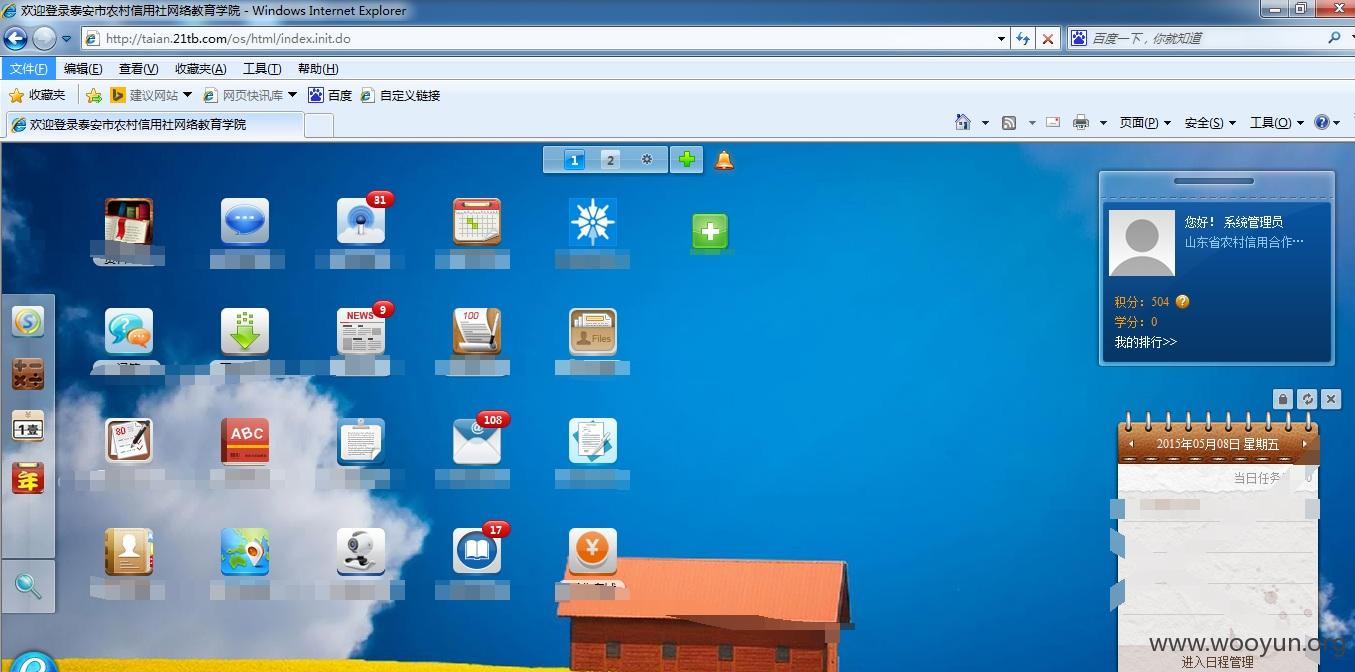 欢迎登录泰安市农村信用社网络教育学院 - Windows Internet Explorer
http://taian.21tb.com/os/html/index.init.do
百度一下，你就知道
文件(F) 编辑(E) 查看(V) 收藏夹(A) 工具(T) 帮助(H)
收藏夹 建议网站 网页快讯库 百度 自定义链接
欢迎登录泰安市农村信用社网络教育学院
页面(P) 安全(S) 工具(O)
1 2
31
您好！ 系统管理员
山东省农村信用合作…
积分：504
学分：0
我的排行>>
NEWS
9
100
Files
80
ABC
108
1壹
年
17
¥
2015年05月08日 星期五
当日任务
0
www.wooyun.org
进入日程管理